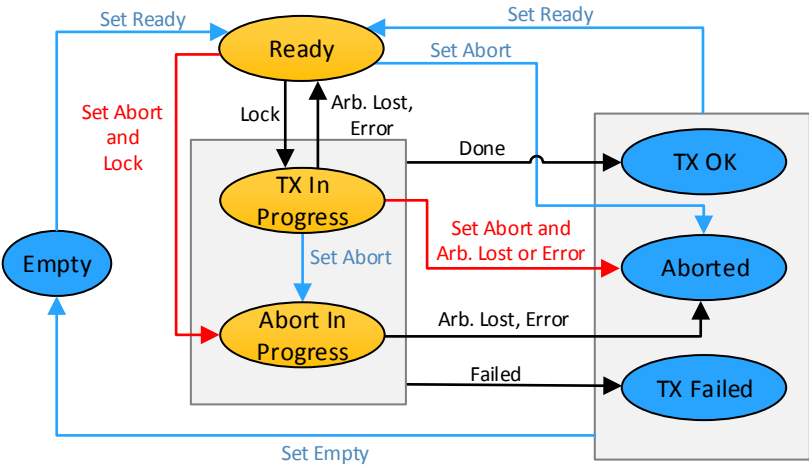 Set Ready
Set Ready
Ready
Set Abort
Set Abort
and
Lock
Lock
Arb. Lost,
Error
Done
TX OK
TX In
Progress
Set Abort and
Arb. Lost or Error
Empty
Set Abort
Aborted
Abort In
Progress
Arb. Lost, Error
Failed
TX Failed
Set Empty